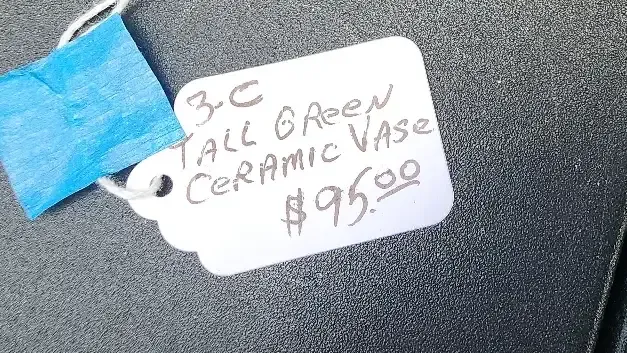 3-C
TALL GReeN
CeRAMIC VASe
$95.00